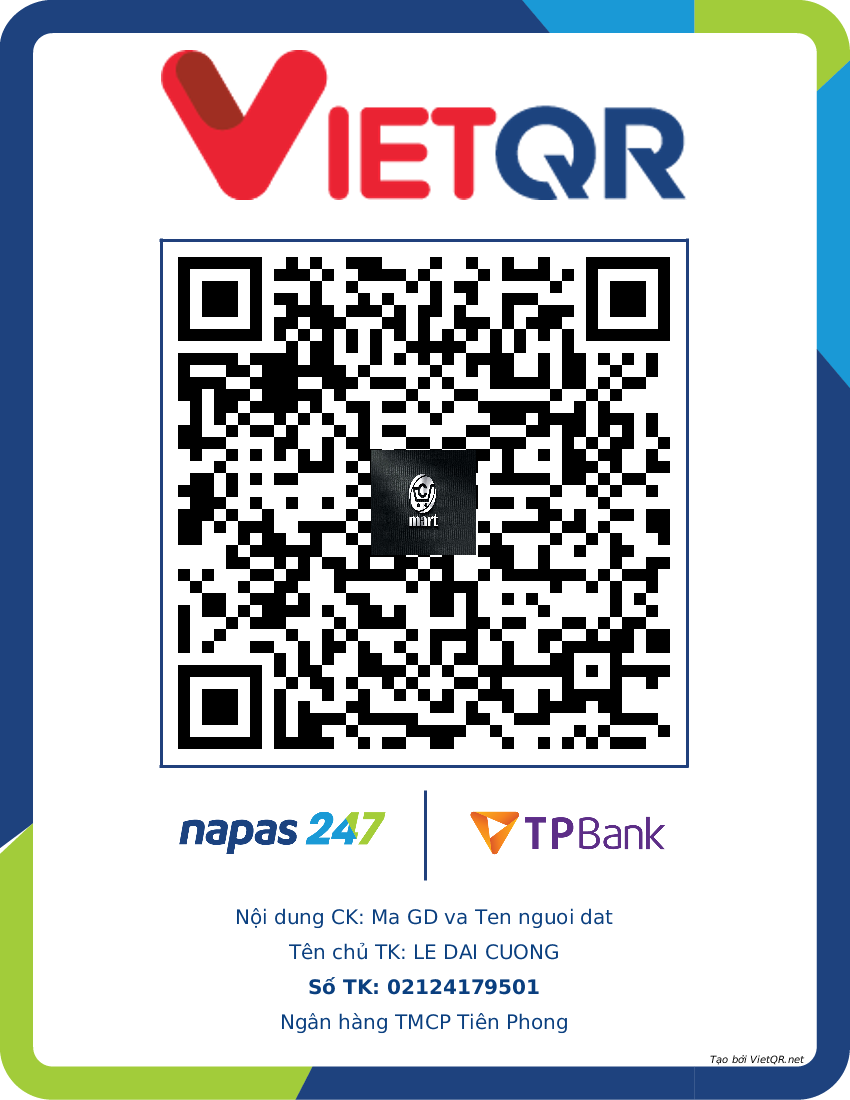 VIETQR
mart
napas 247
TPBank
Nội dung CK: Ma GD va Ten nguoi dat
Tên chủ TK: LE DAI CUONG
Số TK: 02124179501
Ngân hàng TMCP Tiên Phong
Tạo bởi VietQR.net